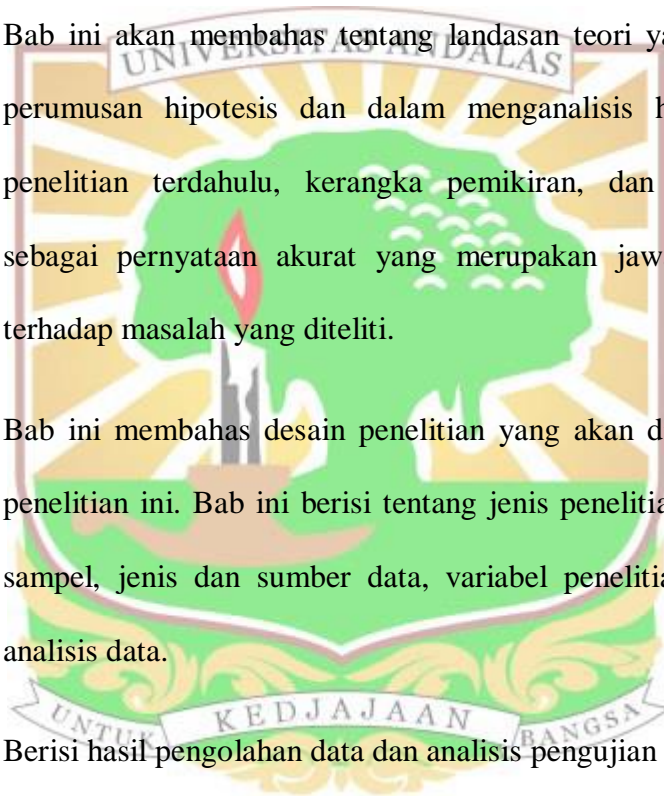 Bab ini akan membahas tentang landasan teori ya
UNIVERSITAS ANDALAS
perumusan hipotesis dan dalam menganalisis h
penelitian terdahulu, kerangka pemikiran, dan
sebagai pernyataan akurat yang merupakan jaw
terhadap masalah yang diteliti.
Bab ini membahas desain penelitian yang akan d
penelitian ini. Bab ini berisi tentang jenis penelitia
sampel, jenis dan sumber data, variabel penelitia
analisis data.
UNTUK KEDJAJAAN BANGSA
Berisi hasil pengolahan data dan analisis pengujian